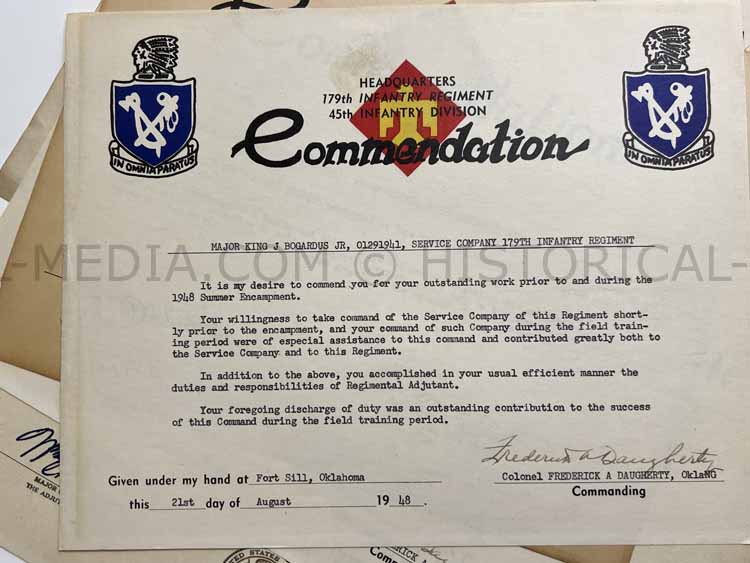 HEADQUARTERS
179th INFANTRY REGIMENT
45th INFANTRY DIVISION
Commendation
IN OMNIA PARATUS
IN OMNIA PARATUS
MAJOR KING J BOGARDUS JR, 01291941, SERVICE COMPANY 179TH INFANTRY REGIMENT
L-MEDIA.COM © HISTORICAL-
It is my desire to commend you for your outstanding work prior to and during the
1948 Summer Encampment.
Your willingness to take command of the Service Company of this Regiment short-
ly prior to the encampment, and your command of such Company during the field train-
ing period were of especial assistance to this command and contributed greatly both to
the Service Company and to this Regiment.
In addition to the above, you accomplished in your usual efficient manner the
duties and responsibilities of Regimental Adjutant.
Your foregoing discharge of duty was an outstanding contribution to the success
of this Command during the field training period.
Frederick A Daugherty
Given under my hand at Fort Sill, Oklahoma
Colonel FREDERICK A DAUGHERTY, OklaNG
Commanding
this 21st day of August 1948.
MAJOR
THE ADJU
UNITED STATES
ERICK A
Comm